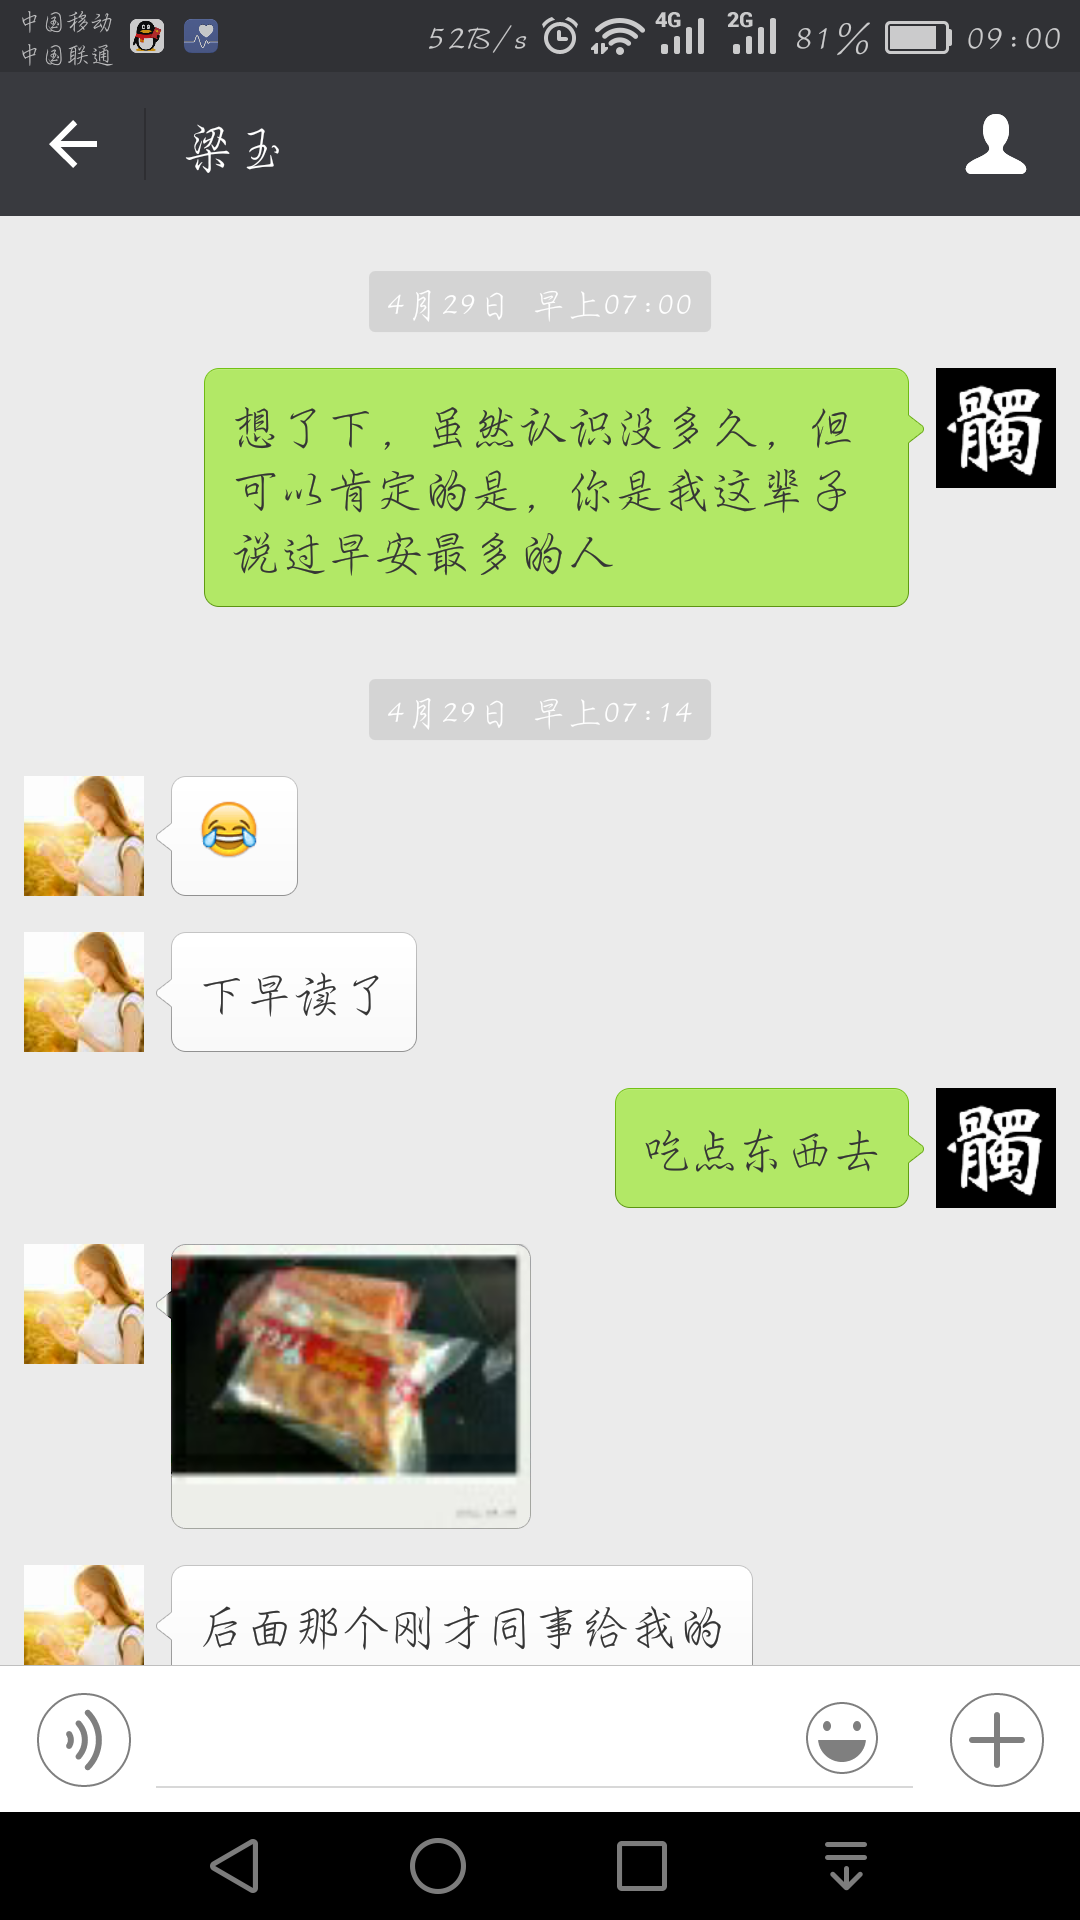 中国移动
中国联通
52B/s
4G
2G
81%
09:00
梁玉
4月29日 早上07:00
想了下，虽然认识没多久，但
可以肯定的是，你是我这辈子
说过早安最多的人
髑
4月29日 早上07:14
下早读了
吃点东西去
髑
后面那个刚才同事给我的